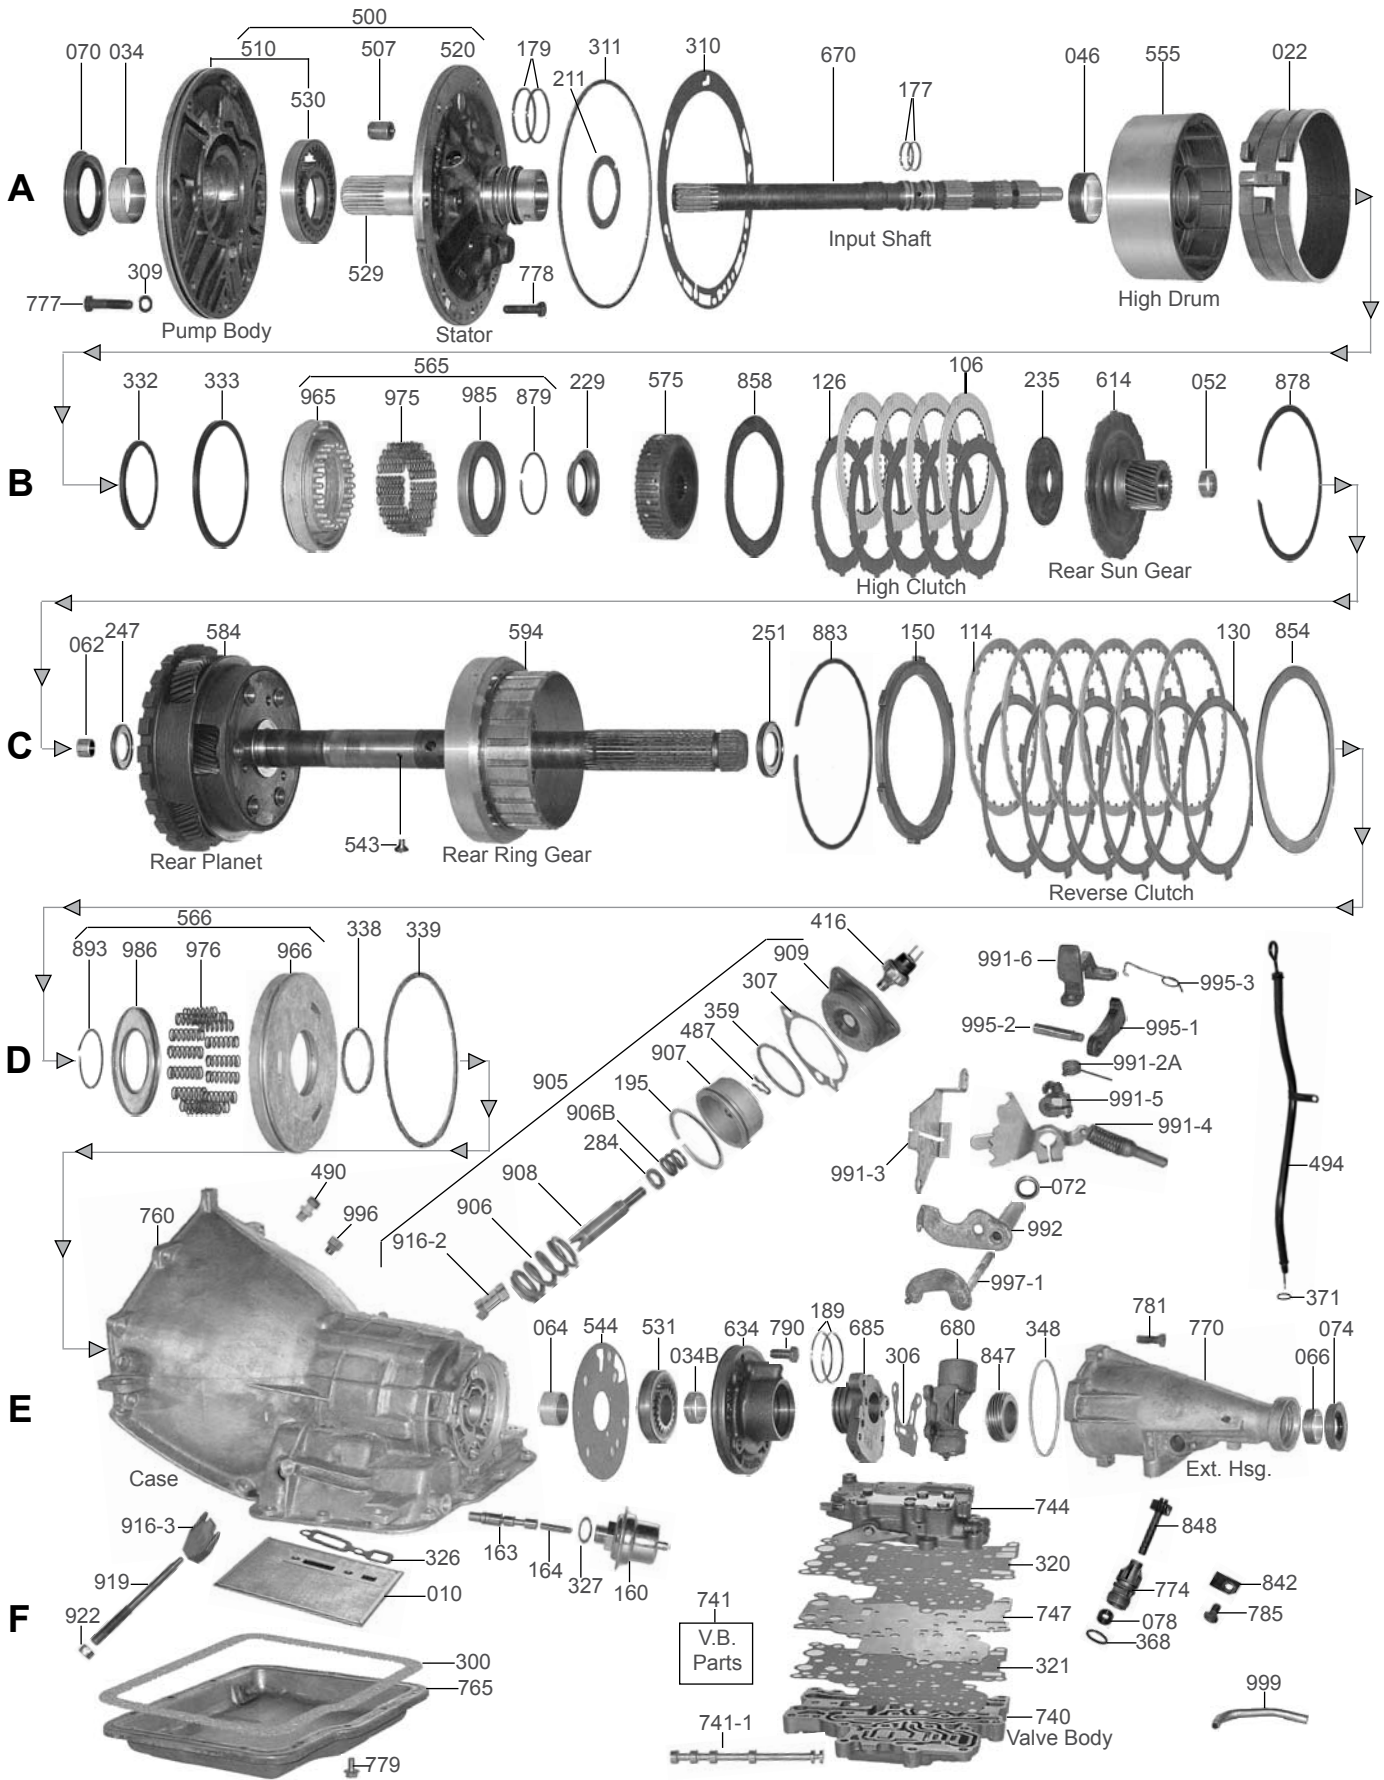 500
070 034 510 507 520 179 311 310 670 046 555 022
530 211 177
A
529 778
309
777
Input Shaft
High Drum
Pump Body
Stator
565 106
332 333 965 975 985 879 229 575 858 126 235 614 052 878
B
High Clutch
Rear Sun Gear
062 247 584 594 251 883 150 114 130 854
C
543
Rear Planet
Rear Ring Gear
Reverse Clutch
566 338 339 416
893 986 976 966 909
307
359
487
907
905 195
906B
284
908
906
916-2
D
991-6 995-3
995-2 995-1
991-2A
991-5
991-4
991-3
072
992
997-1
494
371
490
996
760
064 544 531 034B 634 790 189 685 306 680 847 348 781 770 066 074
E
Case
Ext. Hsg.
916-3
326
919 010
163 164 327 160
744
320
848
774
842
078 785
368
922
F
741
V.B.
Parts
747
321
300
765
740
Valve Body
741-1
999
779